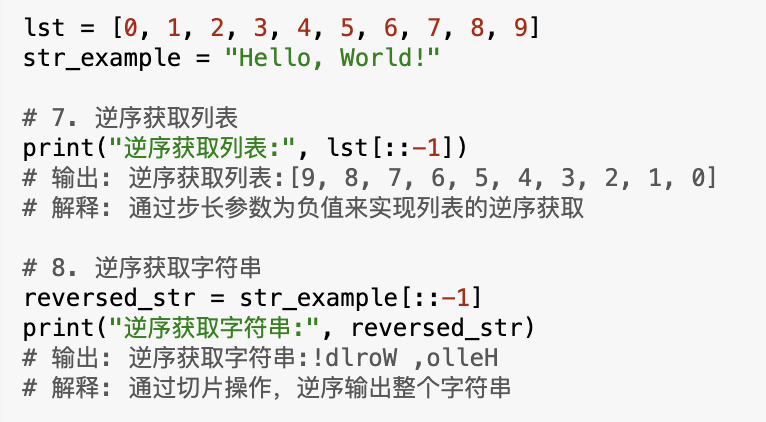 lst = [0, 1, 2, 3, 4, 5, 6, 7, 8, 9]
str_example = "Hello, World!"
# 7. 逆序获取列表
print("逆序获取列表:", lst[::-1])
# 输出: 逆序获取列表:[9, 8, 7, 6, 5, 4, 3, 2, 1, 0]
# 解释: 通过步长参数为负值来实现列表的逆序获取
# 8. 逆序获取字符串
reversed_str = str_example[::-1]
print("逆序获取字符串:", reversed_str)
# 输出: 逆序获取字符串:!dlroW ,olleH
# 解释: 通过切片操作，逆序输出整个字符串